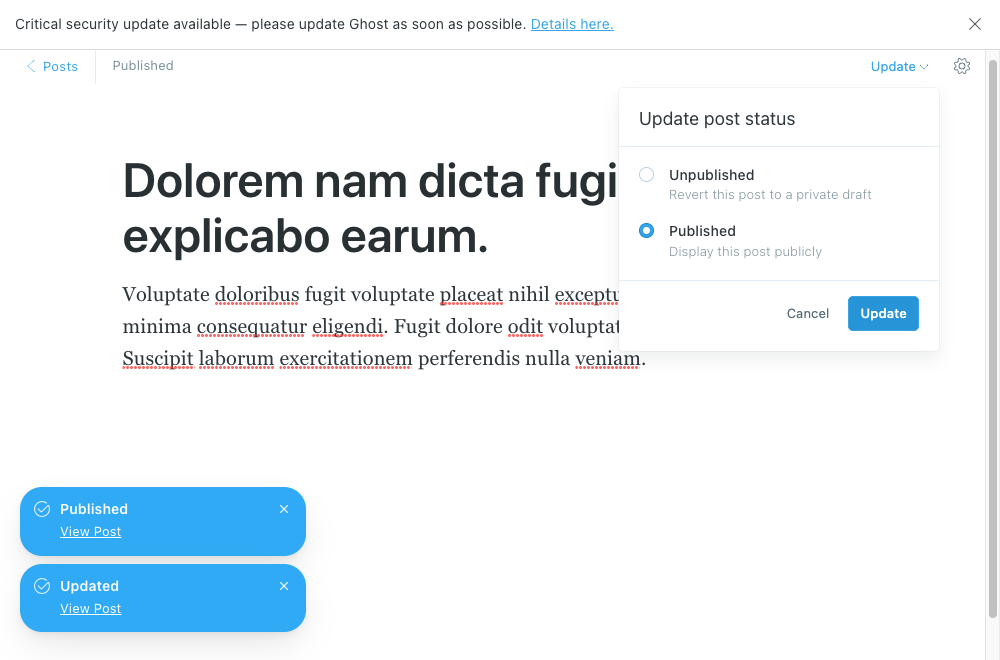 Critical security update available — please update Ghost as soon as possible. Details here.
Posts
Published
Update
Update post status
Unpublished
Revert this post to a private draft
Published
Display this post publicly
Cancel
Update
Dolorem nam dicta fugi
explicabo earum.
Voluptate doloribus fugit voluptate placeat nihil exceptu
minima consequatur eligendi. Fugit dolore odit voluptat
Suscipit laborum exercitationem perferendis nulla veniam.
Published
View Post
Updated
View Post